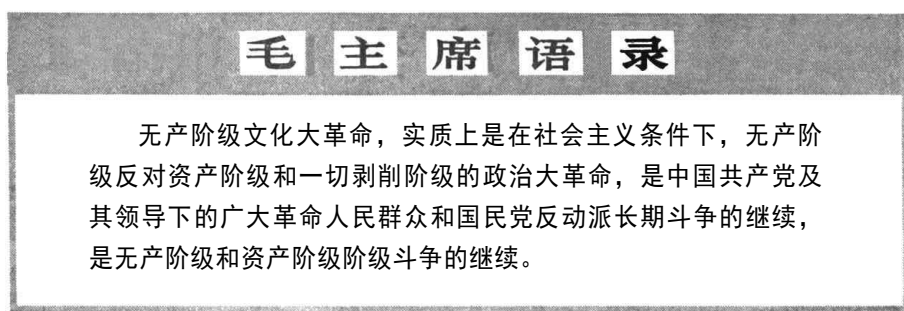 毛主席语录
无产阶级文化大革命，实质上是在社会主义条件下，无产阶
级反对资产阶级和一切剥削阶级的政治大革命，是中国共产党及
其领导下的广大革命人民群众和国民党反动派长期斗争的继续，
是无产阶级和资产阶级阶级斗争的继续。